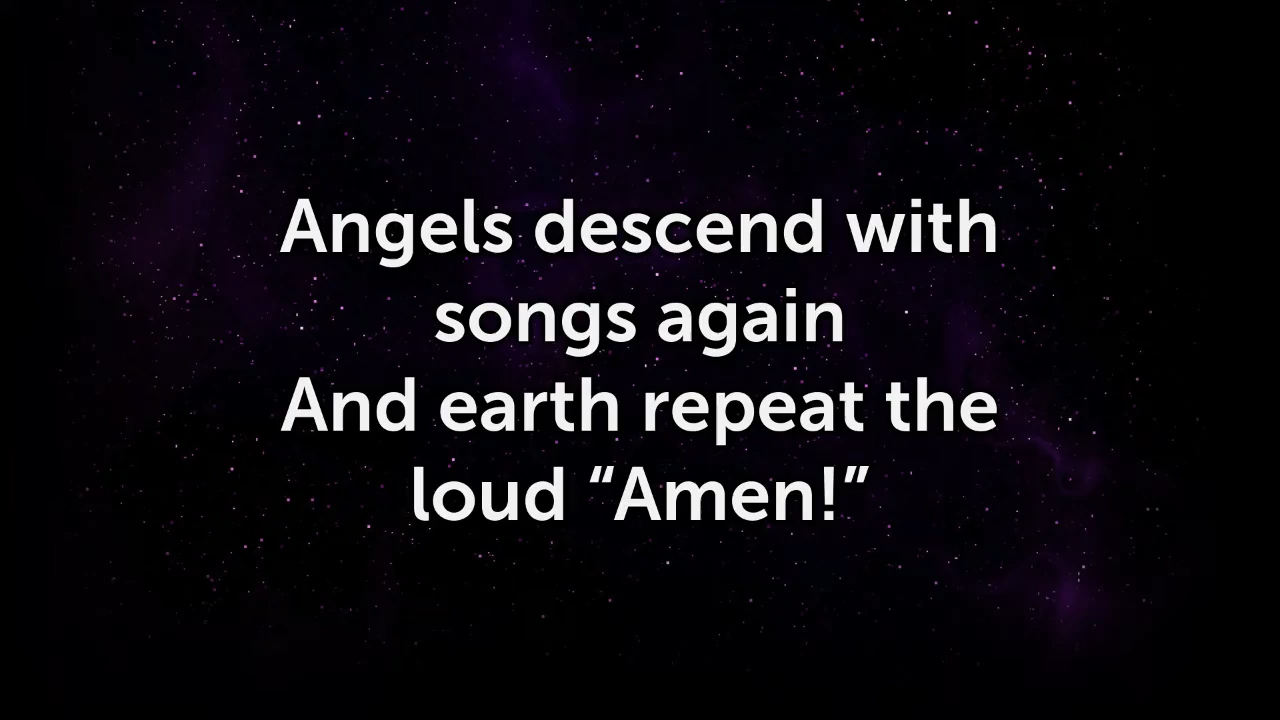 Angels descend with
songs again
And earth repeat the
loud “Amen!”